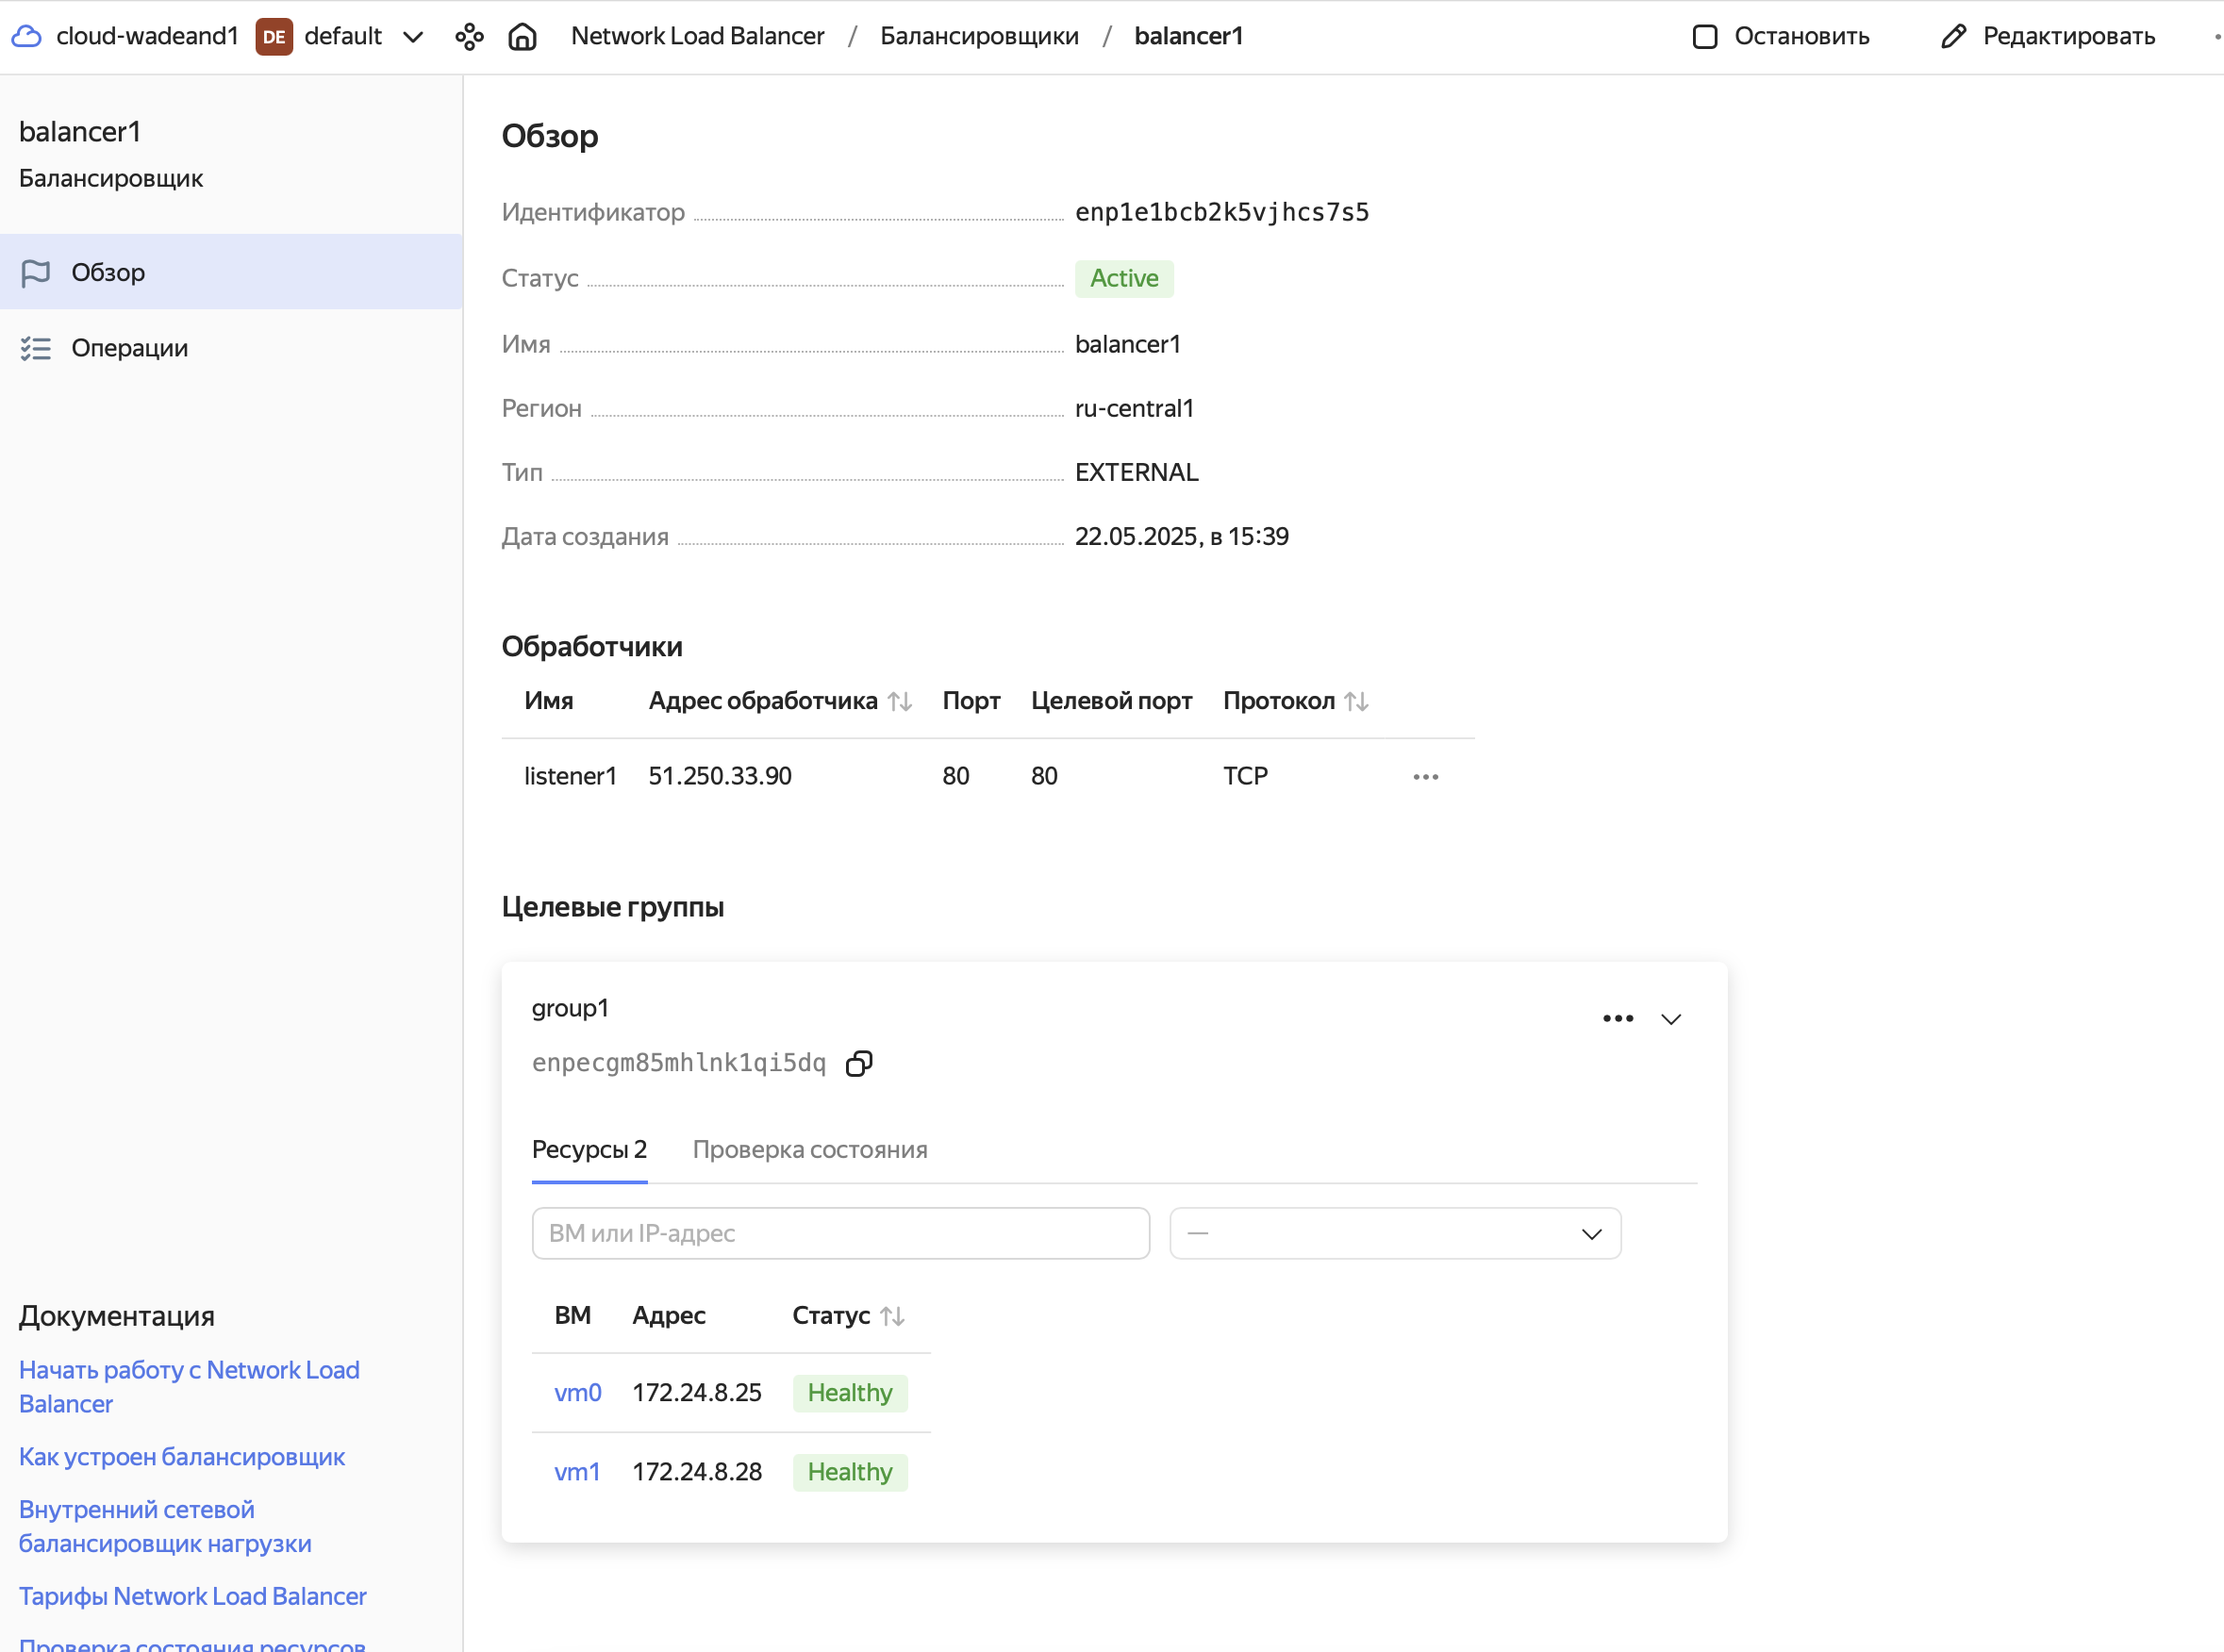 cloud-wadeand1 DE default Network Load Balancer / Балансировщики / balancer1 Остановить Редактировать
balancer1
Балансировщик
Обзор
Операции
Документация
Начать работу с Network Load
Balancer
Как устроен балансировщик
Внутренний сетевой
балансировщик нагрузки
Тарифы Network Load Balancer
Проверка состояния ресурсов
Обзор
Идентификатор enp1e1bcb2k5vjhcs7s5
Статус Active
Имя balancer1
Регион ru-central1
Тип EXTERNAL
Дата создания 22.05.2025, в 15:39
Обработчики
Имя Адрес обработчика Порт Целевой порт Протокол
listener1 51.250.33.90 80 80 TCP
Целевые группы
group1
enpecgm85mhlnk1qi5dq
Ресурсы 2 Проверка состояния
ВМ или IP-адрес —
ВМ Адрес Статус
vm0 172.24.8.25 Healthy
vm1 172.24.8.28 Healthy